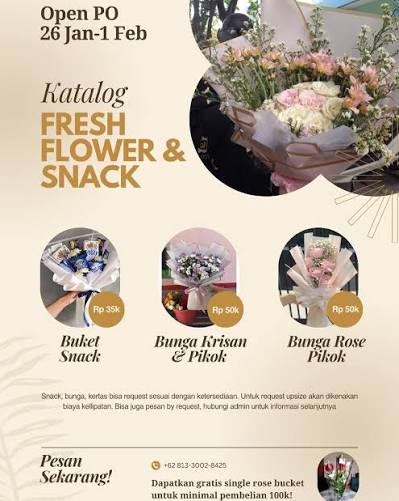 Open PO
26 Jan-1 Feb
Katalog
FRESH
FLOWER &
SNACK
Rp 35k
Rp 50k
Rp 50k
Buket
Snack
Bunga Krisan
& Pikok
Bunga Rose
Pikok
Snack, bunga, kertas bisa request sesuai dengan ketersediaan. Untuk request upsize akan dikenakan
biaya kelipatan. Bisa juga pesan by request, hubungi admin untuk informasi selanjutnya
Pesan
Sekarang!
+62 813-3002-8425
Dapatkan gratis single rose bucket
untuk minimal pembelian 100k!